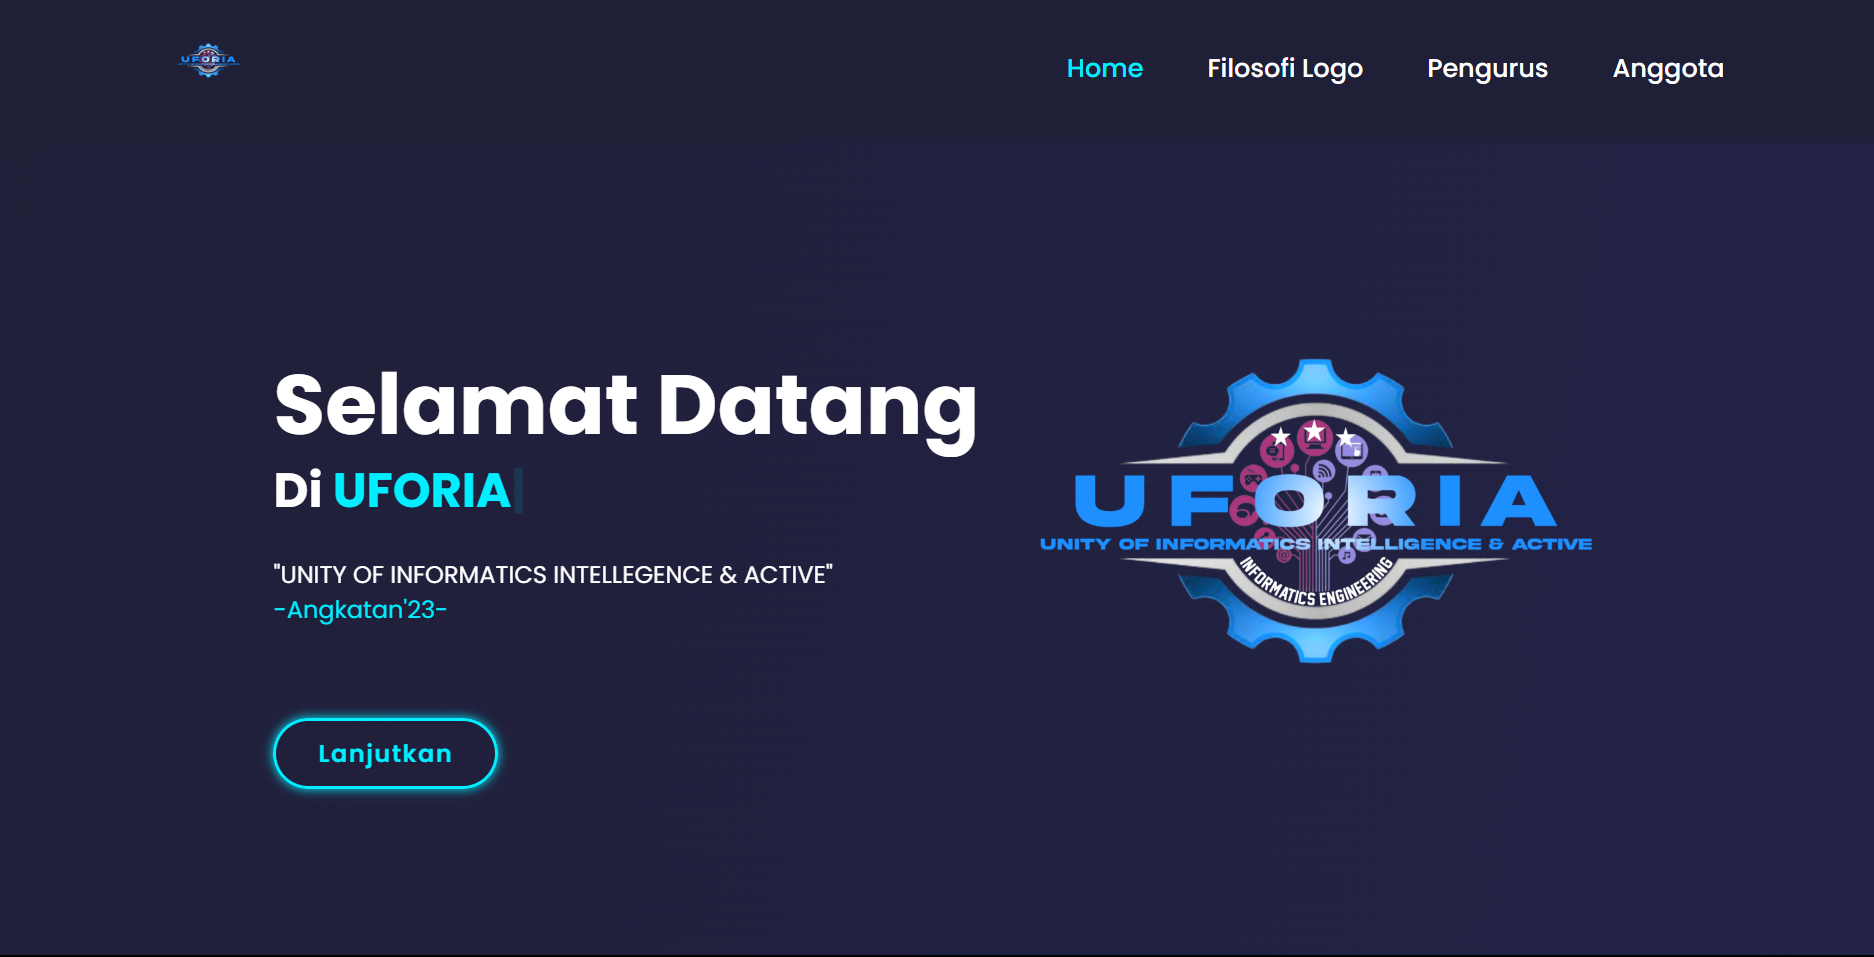 UFORIA
Home Filosofi Logo Pengurus Anggota
Selamat Datang
Di UFORIA
"UNITY OF INFORMATICS INTELLEGENCE & ACTIVE"
-Angkatan'23-
Lanjutkan
UFORIA
UNITY OF INFORMATICS INTELLIGENCE & ACTIVE
INFORMATICS ENGINEERING